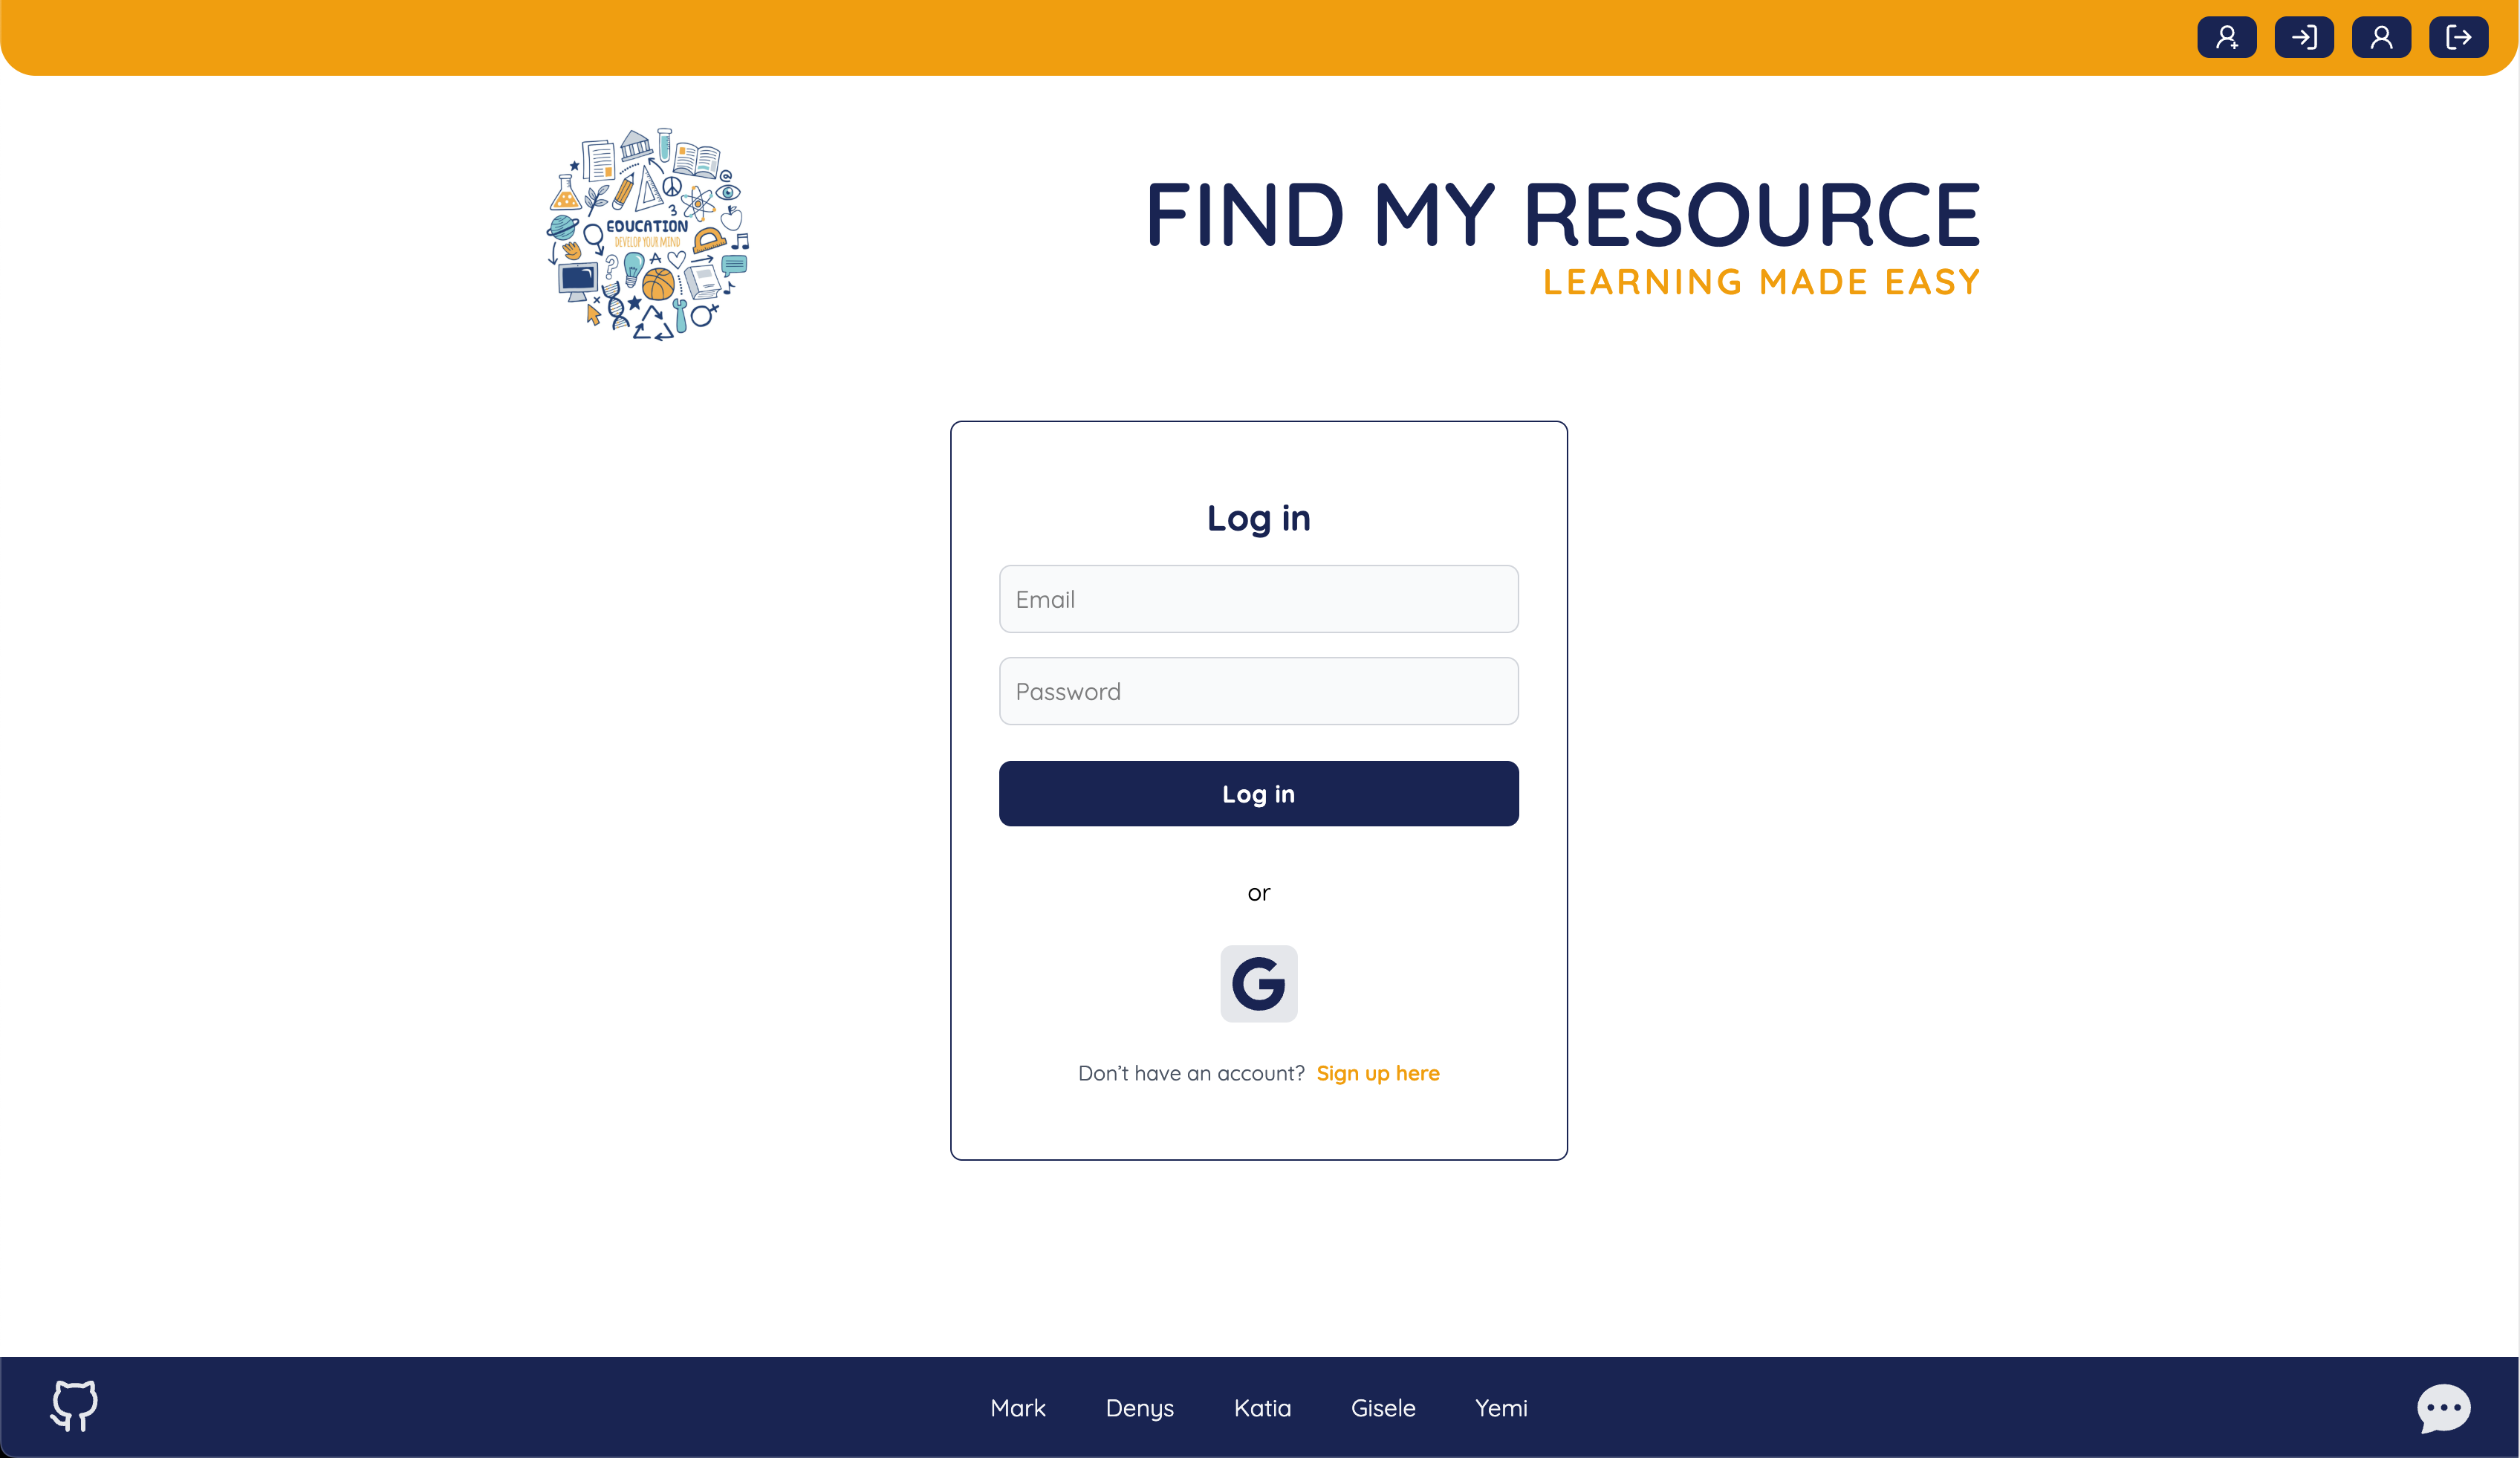 EDUCATION
DEVELOP YOUR MIND
FIND MY RESOURCE
LEARNING MADE EASY
Log in
Email
Password
Log in
or
G
Don’t have an account? Sign up here
Mark Denys Katia Gisele Yemi